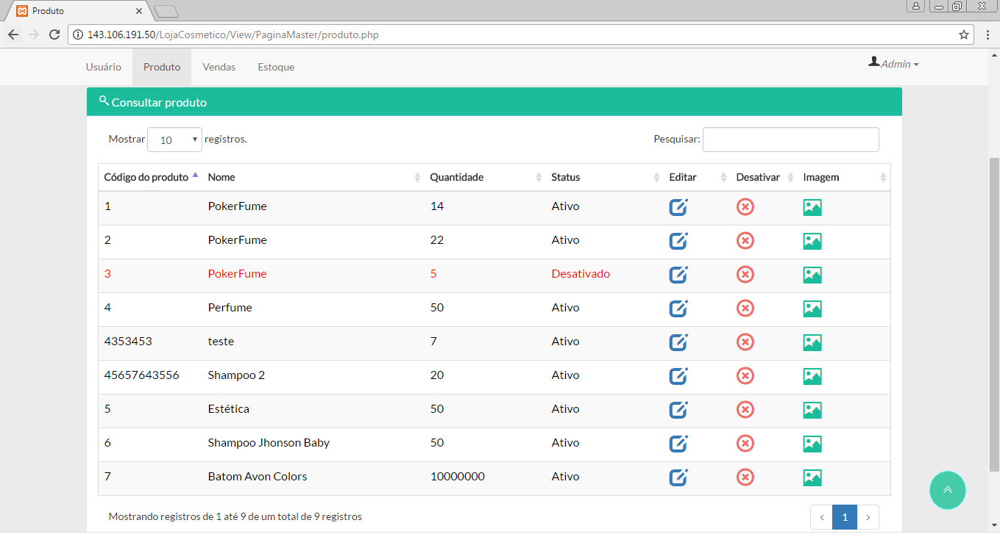 Produto
143.106.191.50/LojaCosmetico/View/PaginaMaster/produto.php
Usuário Produto Vendas Estoque Admin
Consultar produto
Mostrar 10 registros. Pesquisar:
Código do produto Nome Quantidade Status Editar Desativar Imagem
1 PokerFume 14 Ativo
2 PokerFume 22 Ativo
3 PokerFume 5 Desativado
4 Perfume 50 Ativo
4353453 teste 7 Ativo
45657643556 Shampoo 2 20 Ativo
5 Estética 50 Ativo
6 Shampoo Jhonson Baby 50 Ativo
7 Batom Avon Colors 10000000 Ativo
Mostrando registros de 1 até 9 de um total de 9 registros ‹ 1 ›